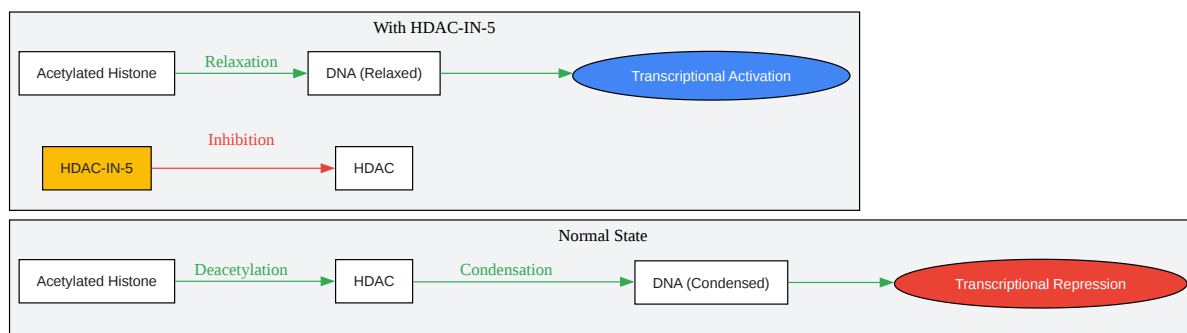 With HDAC-IN-5
Acetylated Histone
Relaxation
DNA (Relaxed)
Transcriptional Activation
HDAC-IN-5
Inhibition
HDAC
Normal State
Acetylated Histone
Deacetylation
HDAC
Condensation
DNA (Condensed)
Transcriptional Repression